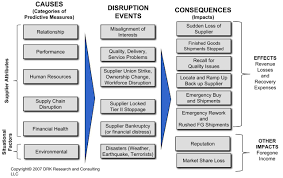 CAUSES
(Categories of
Predictive Measures)
DISRUPTION
EVENTS
CONSEQUENCES
(Impacts)
Supplier Attributes
Relationship
Performance
Human Resources
Supply Chain
Disruption
Financial Health
Situational
Factors
Environmental
Misalignment of
Interests
Quality, Delivery,
Service Problems
Supplier Union Strike,
Ownership Change,
Workforce Disruption
Supplier Locked
Tier II Stoppage
Supplier Bankruptcy
(or financial distress)
Disasters (Weather,
Earthquake, Terrorists)
Sudden Loss of
Supplier
Finished Goods
Shipments Stopped
Recall for
Quality Issues
Locate and Ramp Up
Back up Supplier
Emergency Buy and
Shipments
Emergency Rework and
Rushed FG Shipments
Reputation
Market Share Loss
EFFECTS
Revenue
Losses and
Recovery
Expenses
OTHER
IMPACTS
Foregone
Income
Copyright© 2007 DRK Research and Consulting
LLC